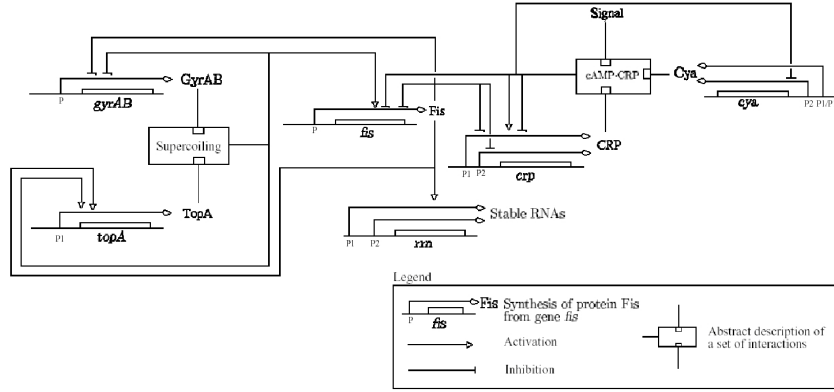 Signal
GyrAB
cAMP-CRP
Cya
P
gyrAB
Fis
cya
P2
P1/P
P
fis
Supercoiling
CRP
P1
P2
crp
TopA
Stable RNAs
P1
topA
P1
P2
rrn
Legend
Fis
Synthesis of protein Fis
from gene fis
P
fis
Activation
Abstract description of
a set of interactions
Inhibition